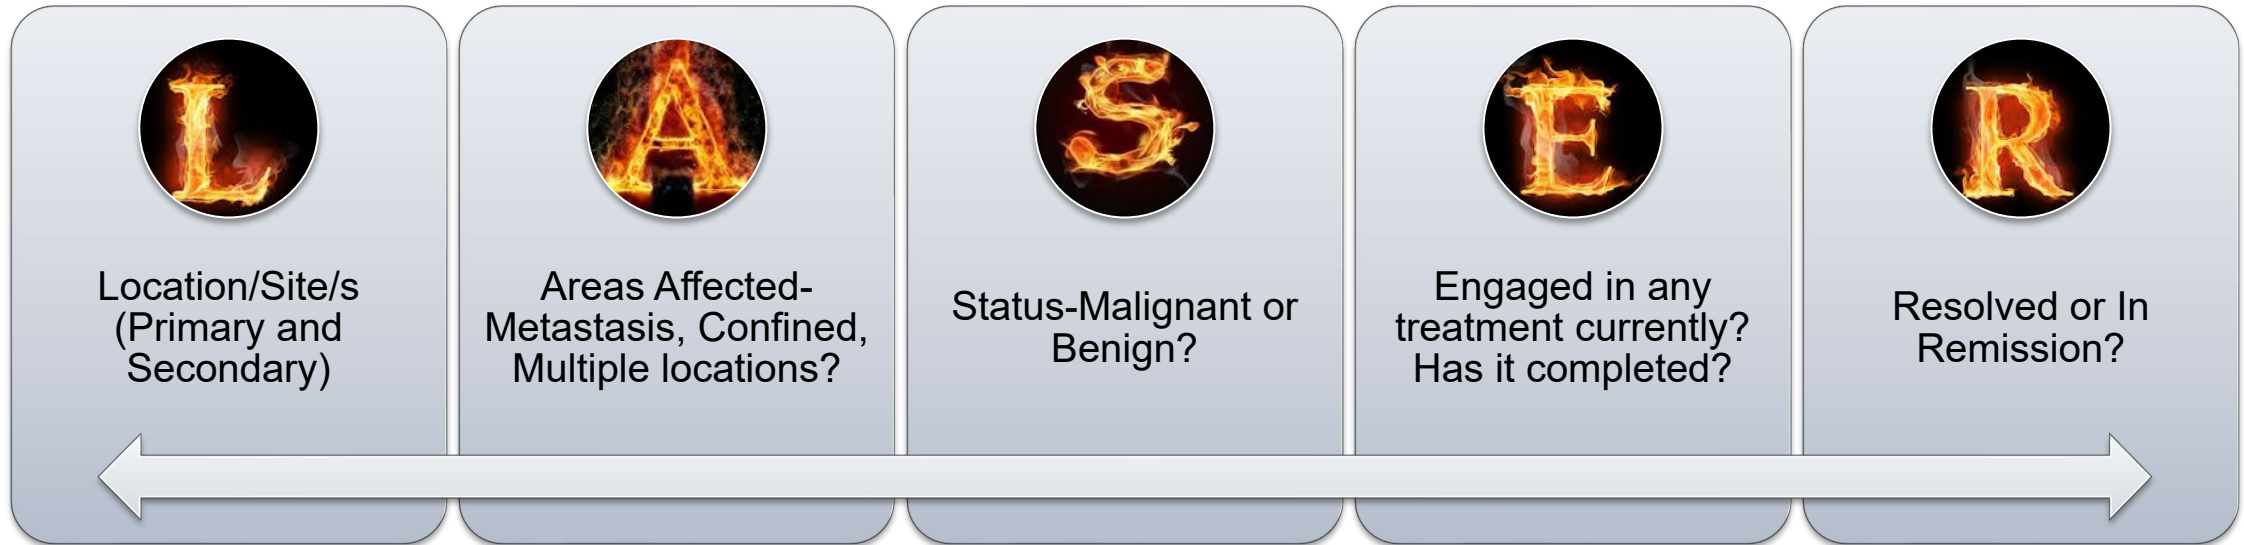 L
Location/Site/s
(Primary and
Secondary)
A
Areas Affected-
Metastasis, Confined,
Multiple locations?
S
Status-Malignant or
Benign?
E
Engaged in any
treatment currently?
Has it completed?
R
Resolved or In
Remission?